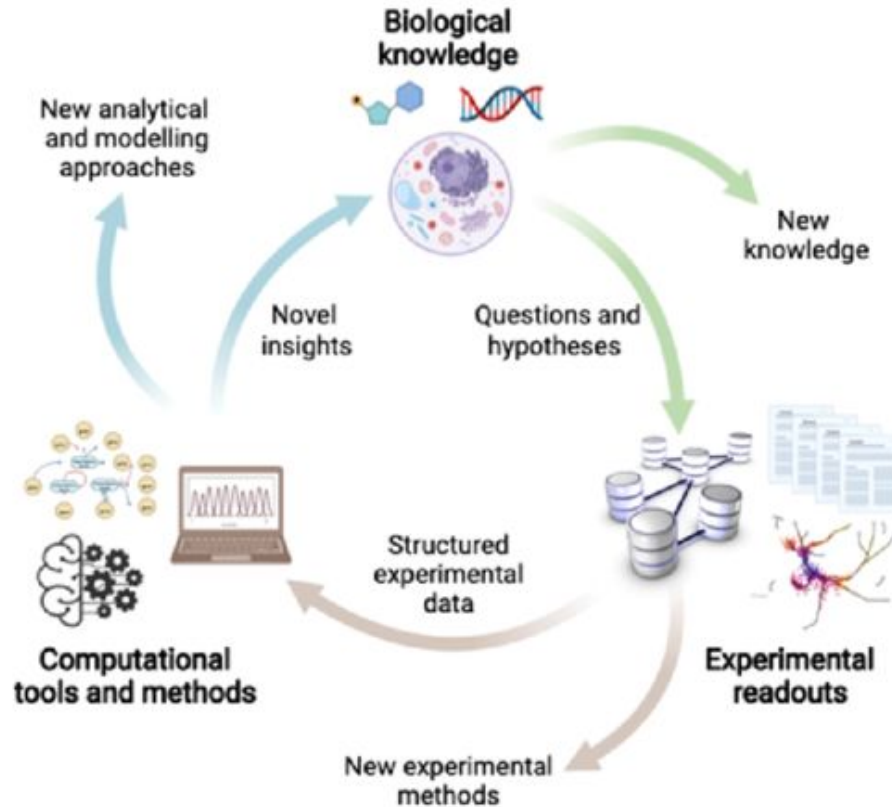 Biological
knowledge
New analytical
and modelling
approaches
New
knowledge
Novel
insights
Questions and
hypotheses
Structured
experimental
data
Computational
tools and methods
Experimental
readouts
New experimental
methods